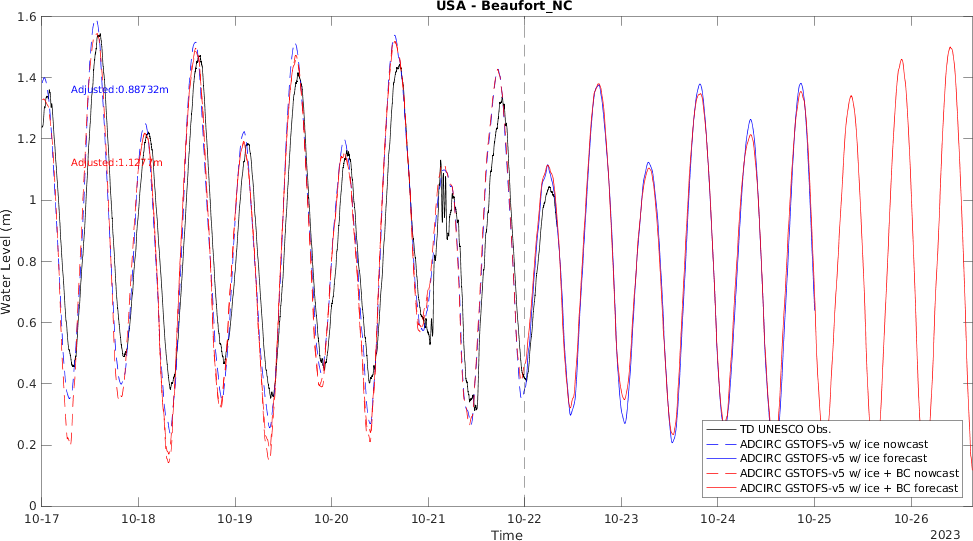 USA - Beaufort_NC
1.6
1.4
1.2
1
0.8
0.6
0.4
0.2
0
Water Level (m)
Adjusted:0.88732m
Adjusted:1.1277m
TD UNESCO Obs.
ADCIRC GSTOFS-v5 w/ ice nowcast
ADCIRC GSTOFS-v5 w/ ice forecast
ADCIRC GSTOFS-v5 w/ ice + BC nowcast
ADCIRC GSTOFS-v5 w/ ice + BC forecast
10-17 10-18 10-19 10-20 10-21 10-22 10-23 10-24 10-25 10-26
Time
2023